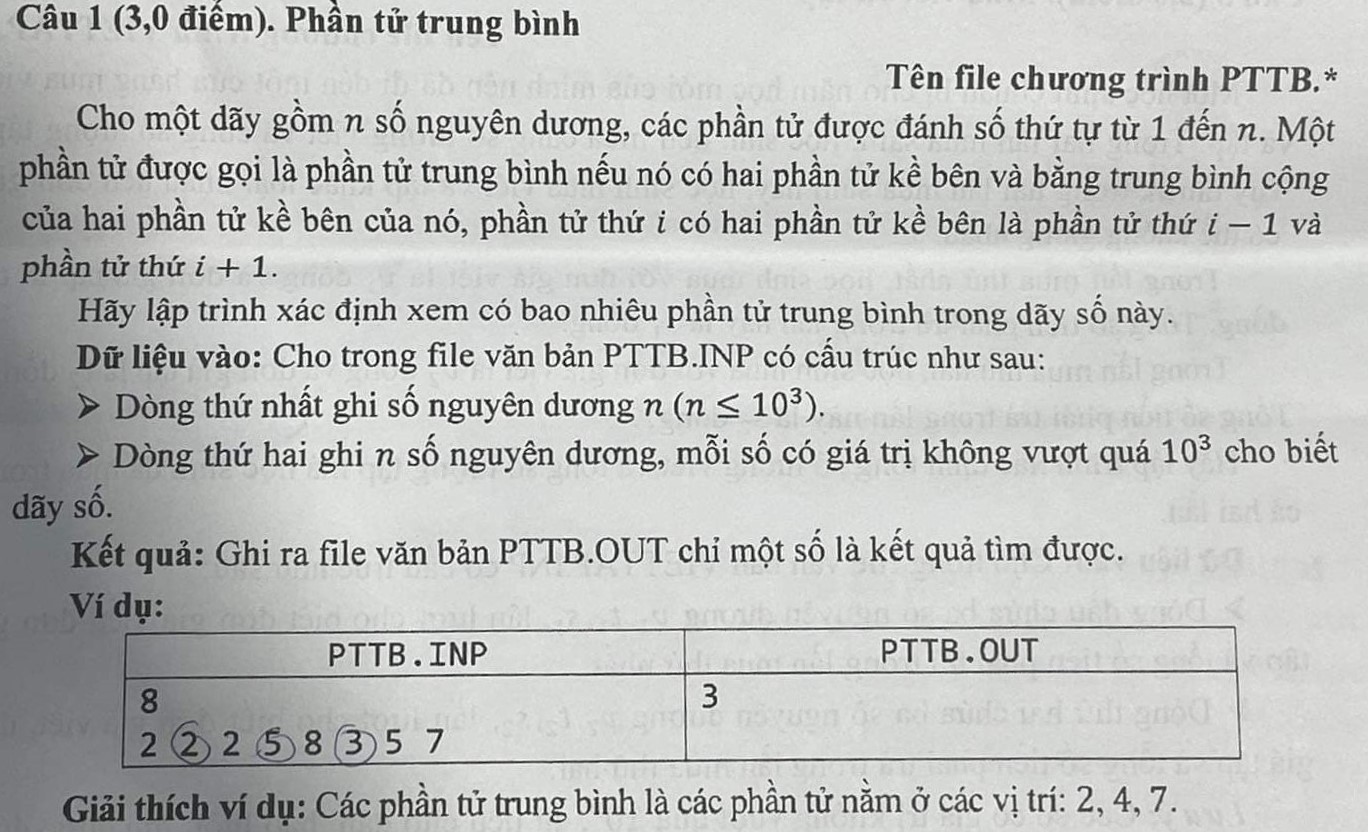 Câu 1 (3,0 điểm). Phần tử trung bình
Tên file chương trình PTTB.*
Cho một dãy gồm n số nguyên dương, các phần tử được đánh số thứ tự từ 1 đến n. Một
phần tử được gọi là phần tử trung bình nếu nó có hai phần tử kề bên và bằng trung bình cộng
của hai phần tử kề bên của nó, phần tử thứ i có hai phần tử kề bên là phần tử thứ i − 1 và
phần tử thứ i + 1.
Hãy lập trình xác định xem có bao nhiêu phần tử trung bình trong dãy số này.
Dữ liệu vào: Cho trong file văn bản PTTB.INP có cấu trúc như sau:
➢ Dòng thứ nhất ghi số nguyên dương n (n ≤ 10³).
➢ Dòng thứ hai ghi n số nguyên dương, mỗi số có giá trị không vượt quá 10³ cho biết
dãy số.
Kết quả: Ghi ra file văn bản PTTB.OUT chỉ một số là kết quả tìm được.
Ví dụ:
PTTB.INP PTTB.OUT
8 3
2 2 2 5 8 3 5 7
Giải thích ví dụ: Các phần tử trung bình là các phần tử nằm ở các vị trí: 2, 4, 7.